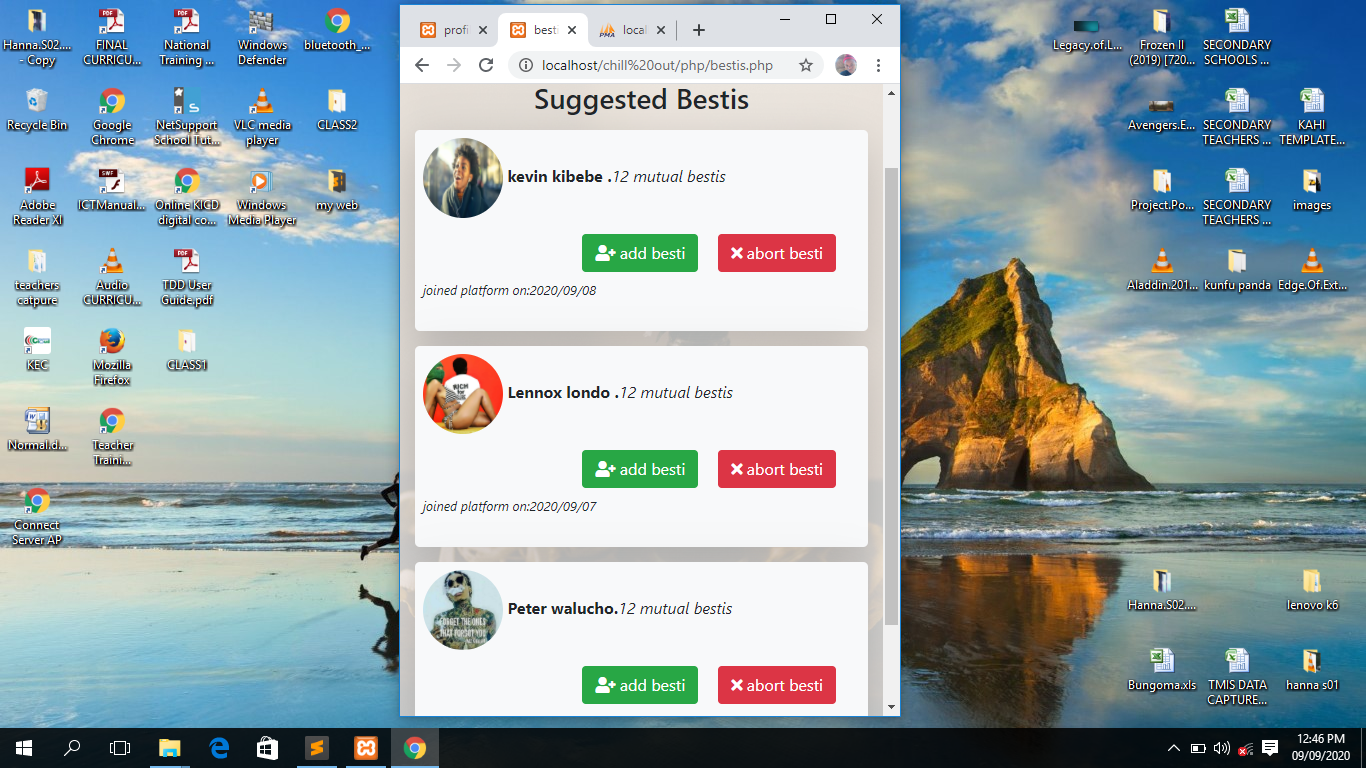 Hanna.S02....
- Copy
FINAL
CURRICU...
National
Training ...
Windows
Defender
bluetooth_...
Recycle Bin
Google
Chrome
NetSupport
School Tut...
VLC media
player
CLASS2
Adobe
Reader XI
ICTManual...
Online KICD
digital co...
Windows
Media Player
my web
teachers
catpure
Audio
CURRICU...
TDD User
Guide.pdf
KEC
Mozilla
Firefox
CLASS1
Normal.d...
Teacher
Traini...
Connect
Server AP
profi
besti
local
localhost/chill%20out/php/bestis.php
Suggested Bestis
kevin kibebe .12 mutual bestis
add besti
abort besti
joined platform on:2020/09/08
RICH
Lennox londo .12 mutual bestis
add besti
abort besti
joined platform on:2020/09/07
FORGET THE ONES
THAT FORGOT YOU
Peter walucho.12 mutual bestis
add besti
abort besti
Legacy.of.L...
Frozen II
(2019) [720...
SECONDARY
SCHOOLS ...
Avengers.E...
SECONDARY
TEACHERS ...
KAHI
TEMPLATE...
Project.Po...
SECONDARY
TEACHERS ...
images
Aladdin.201...
kunfu panda
Edge.Of.Ext...
Hanna.S02....
lenovo k6
Bungoma.xls
TMIS DATA
CAPTURE...
hanna s01
12:46 PM
09/09/2020